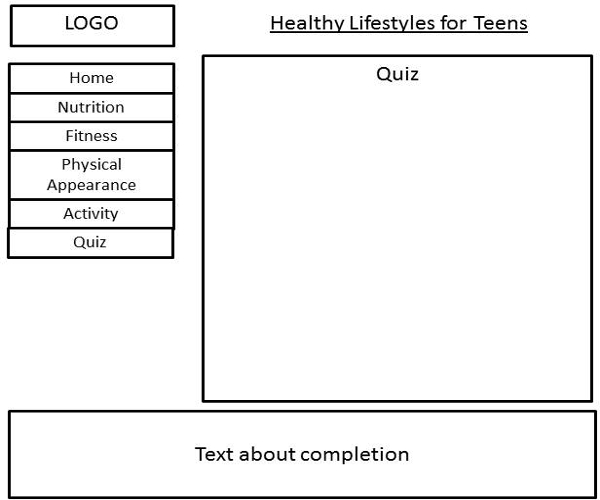 LOGO
Healthy Lifestyles for Teens
Home
Nutrition
Fitness
Physical
Appearance
Activity
Quiz
Quiz
Text about completion